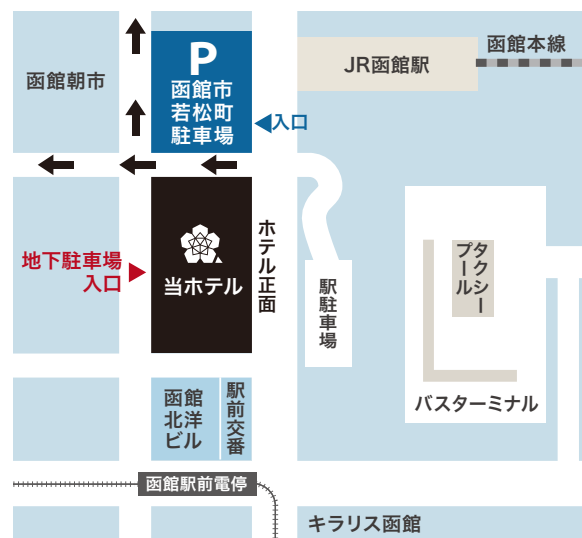 函館朝市
P
函館市
若松町
駐車場
入口
JR函館駅
函館本線
地下駐車場
入口
当ホテル
ホテル正面
駅駐車場
タクシー
プール
バスターミナル
函館
北洋
ビル
駅前交番
函館駅前電停
キラリス函館